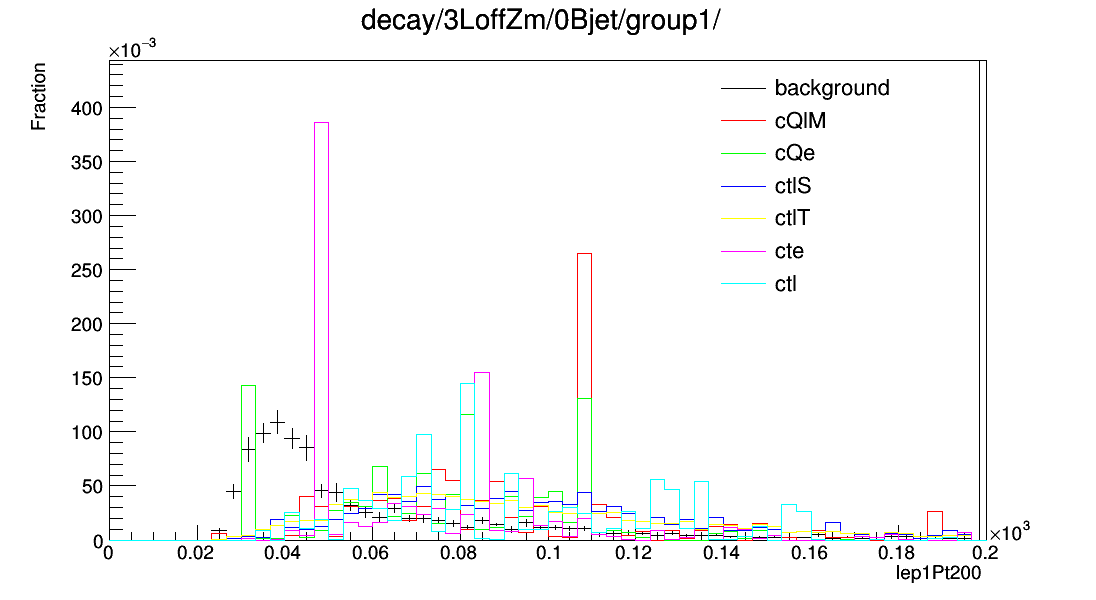 decay/3LoffZm/0Bjet/group1/
×10⁻³
Fraction
background
cQlM
cQe
ctlS
ctlT
cte
ctl
400
350
300
250
200
150
100
50
0
0 0.02 0.04 0.06 0.08 0.1 0.12 0.14 0.16 0.18 0.2 ×10³
lep1Pt200